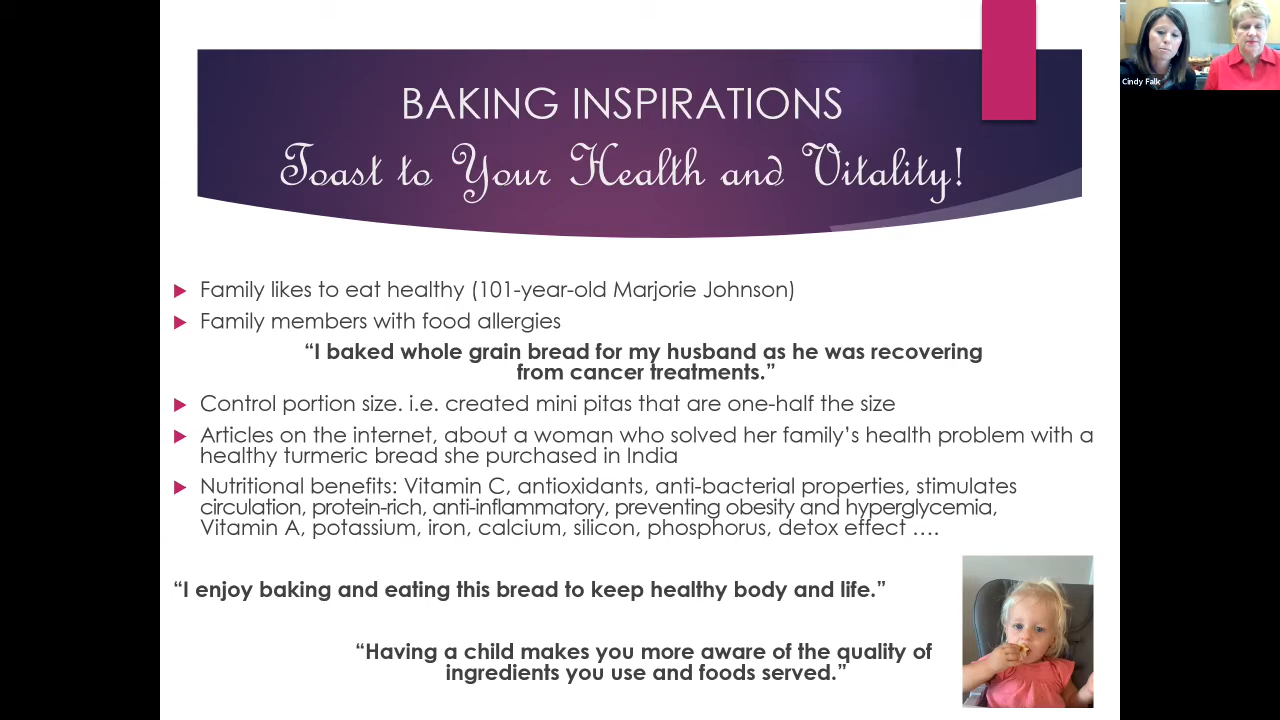 BAKING INSPIRATIONS
Toast to Your Health and Vitality!
Cindy Falk
Family likes to eat healthy (101-year-old Marjorie Johnson)
Family members with food allergies
“I baked whole grain bread for my husband as he was recovering
from cancer treatments.”
Control portion size. i.e. created mini pitas that are one-half the size
Articles on the internet, about a woman who solved her family’s health problem with a
healthy turmeric bread she purchased in India
Nutritional benefits: Vitamin C, antioxidants, anti-bacterial properties, stimulates
circulation, protein-rich, anti-inflammatory, preventing obesity and hyperglycemia,
Vitamin A, potassium, iron, calcium, silicon, phosphorus, detox effect ….
“I enjoy baking and eating this bread to keep healthy body and life.”
“Having a child makes you more aware of the quality of
ingredients you use and foods served.”